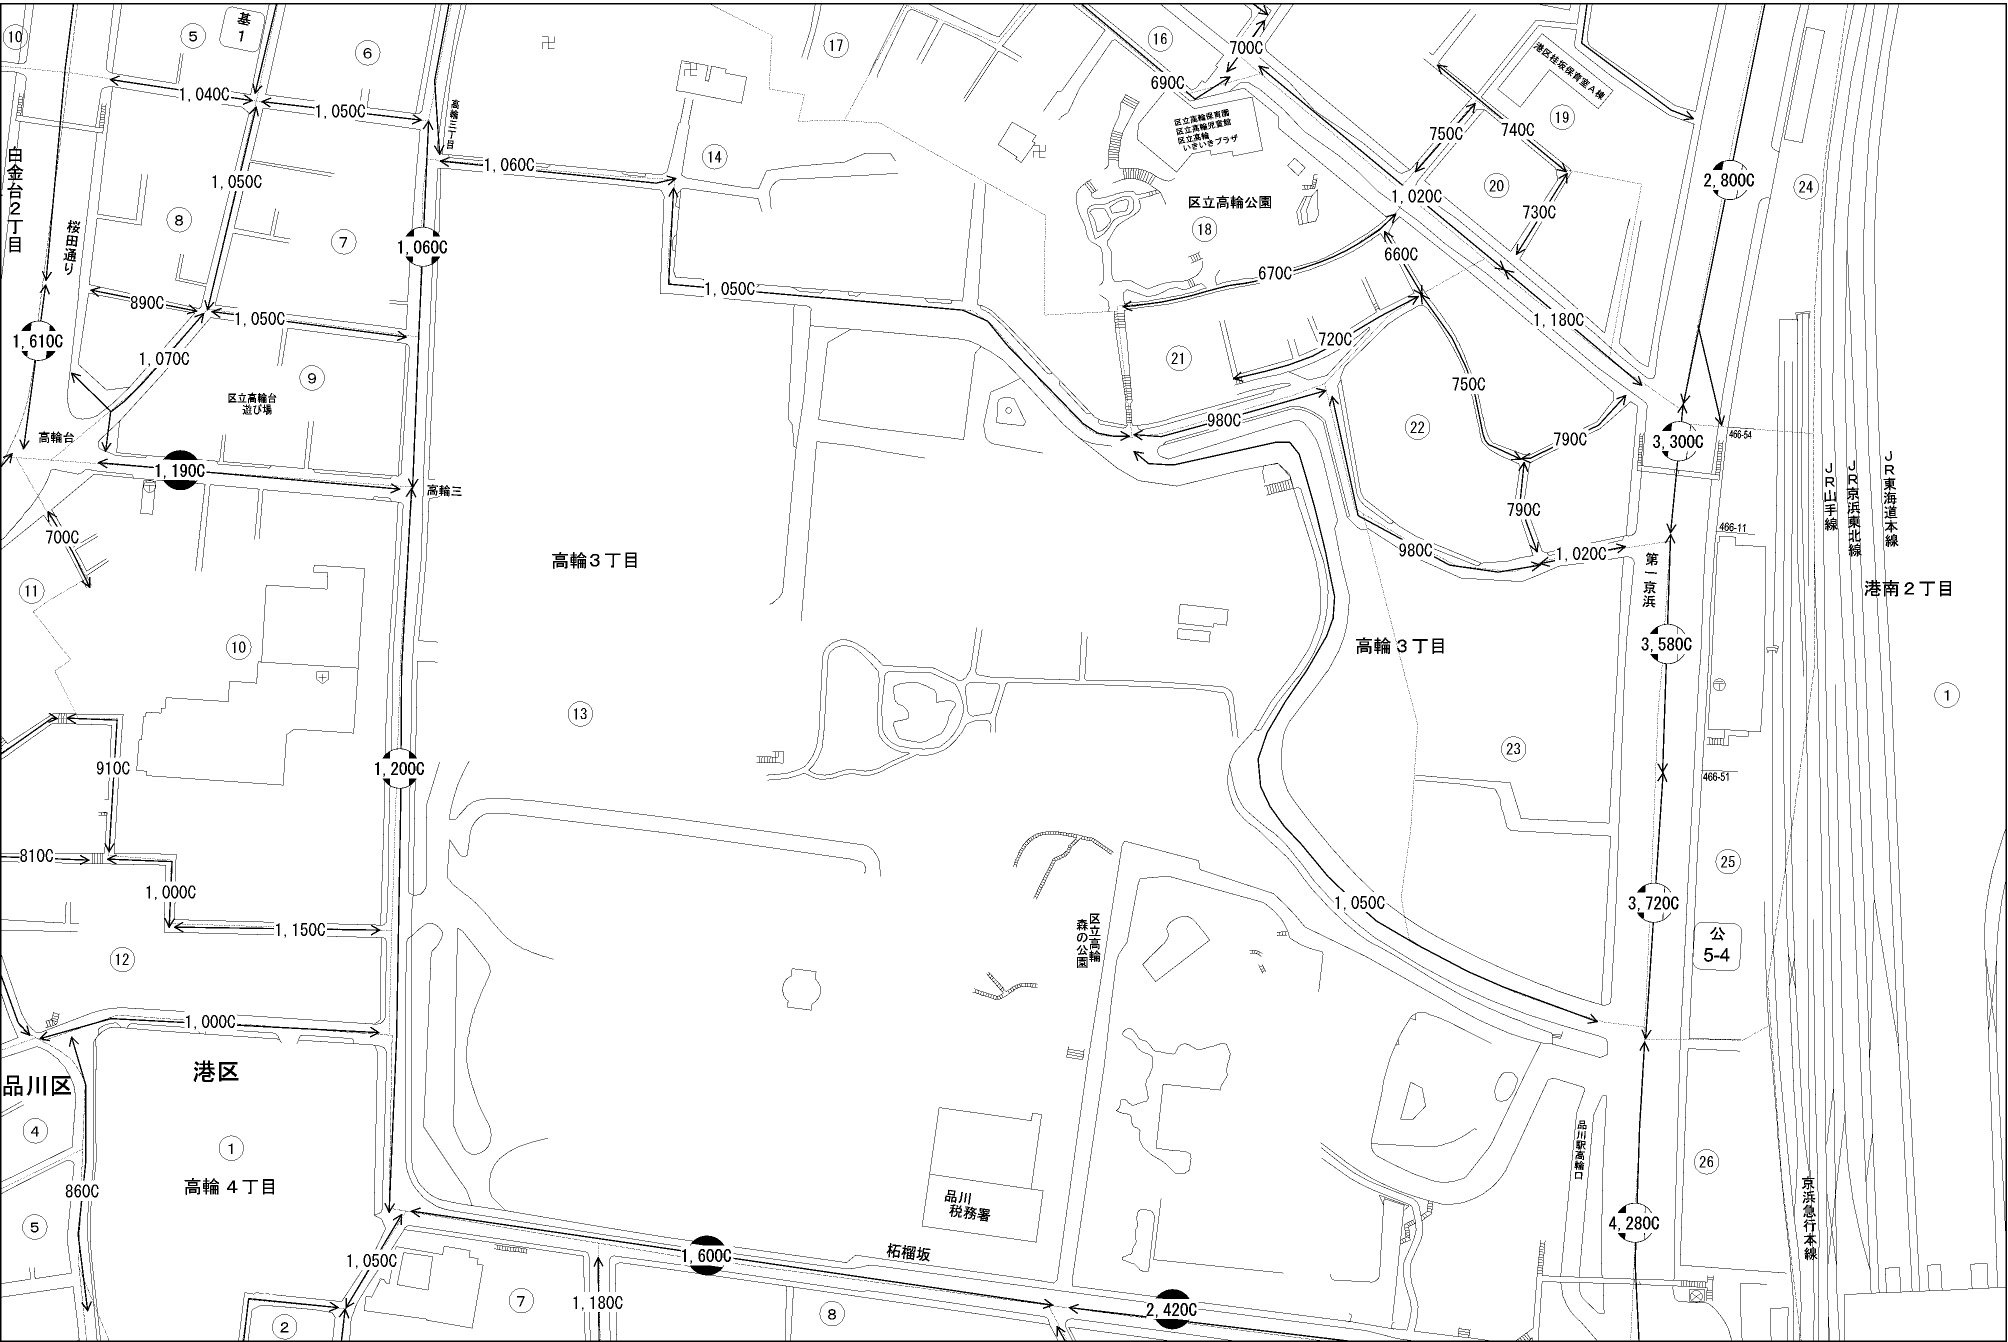 10
5
基
1
6
17
16
700C
港区桂坂保育室A棟
690C
1,040C
1,050C
高輪三丁目
区立高輪保育園
区立高輪児童館
区立高輪
いきいきプラザ
19
750C
740C
14
1,060C
白金台2丁目
1,050C
2,800C
24
20
1,020C
730C
区立高輪公園
8
桜田通り
7
1,060C
18
660C
670C
1,050C
890C
1,050C
1,180C
1,610C
1,070C
720C
21
9
750C
区立高輪台
遊び場
980C
22
高輪台
790C
3,300C
466-54
1,190C
高輪三
JR山手線
JR京浜東北線
JR東海道本線
790C
466-11
700C
980C
1,020C
高輪3丁目
第一京浜
港南2丁目
11
10
高輪3丁目
3,580C
1
13
23
910C
1,200C
466-51
810C
25
1,000C
1,050C
3,720C
1,150C
区立高輪
森の公園
公
5-4
12
1,000C
港区
品川区
4
1
品川駅高輪口
26
860C
高輪4丁目
品川
税務署
京浜急行本線
5
4,280C
1,050C
1,600C
柘榴坂
7
1,180C
8
2,420C
2